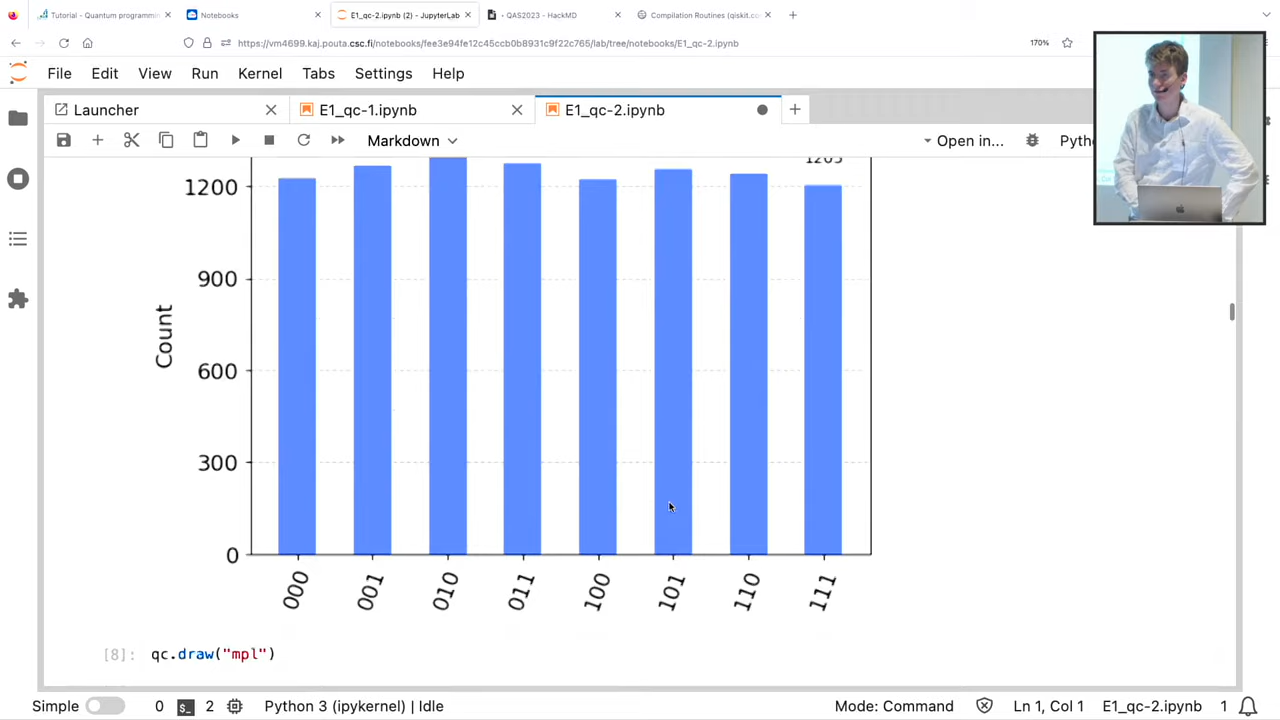 Tutorial - Quantum programmi
Notebooks
E1_qc-2.ipynb (2) - JupyterLab
- QAS2023 - HackMD
Compilation Routines (qiskit.co
https://vm4699.kaj.pouta.csc.fi/notebooks/fee3e94fe12c45ccb0b8931c9f22c765/lab/tree/notebooks/E1_qc-2.ipynb
170%
File Edit View Run Kernel Tabs Settings Help
Launcher
E1_qc-1.ipynb
E1_qc-2.ipynb
Markdown
Open in...
Pytho
1205
1200
900
600
300
0
Count
000 001 010 011 100 101 110 111
[8]: qc.draw("mpl")
Simple 0 $_ 2 Python 3 (ipykernel) | Idle Mode: Command Ln 1, Col 1 E1_qc-2.ipynb 1